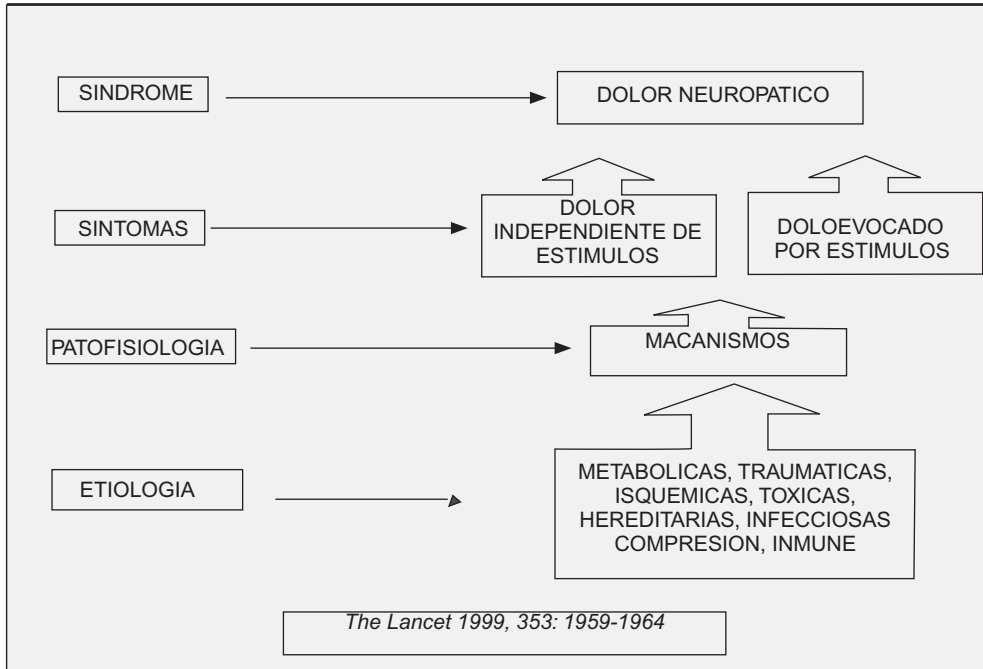 SINDROME
DOLOR NEUROPATICO
SINTOMAS
DOLOR
INDEPENDIENTE DE
ESTIMULOS
DOLOEVOCADO
POR ESTIMULOS
PATOFISIOLOGIA
MACANISMOS
ETIOLOGIA
METABOLICAS, TRAUMATICAS,
ISQUEMICAS, TOXICAS,
HEREDITARIAS, INFECCIOSAS
COMPRESION, INMUNE
The Lancet 1999, 353: 1959-1964